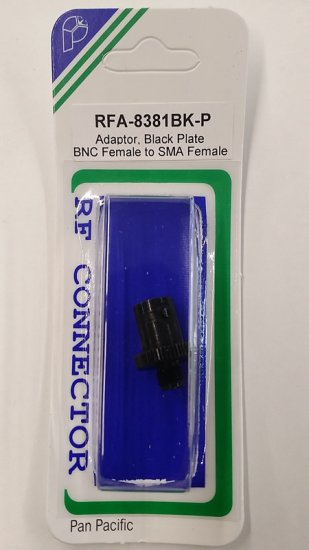 RFA-8381BK-P
Adaptor, Black Plate
BNC Female to SMA Female
RF CONNECTOR
Pan Pacific